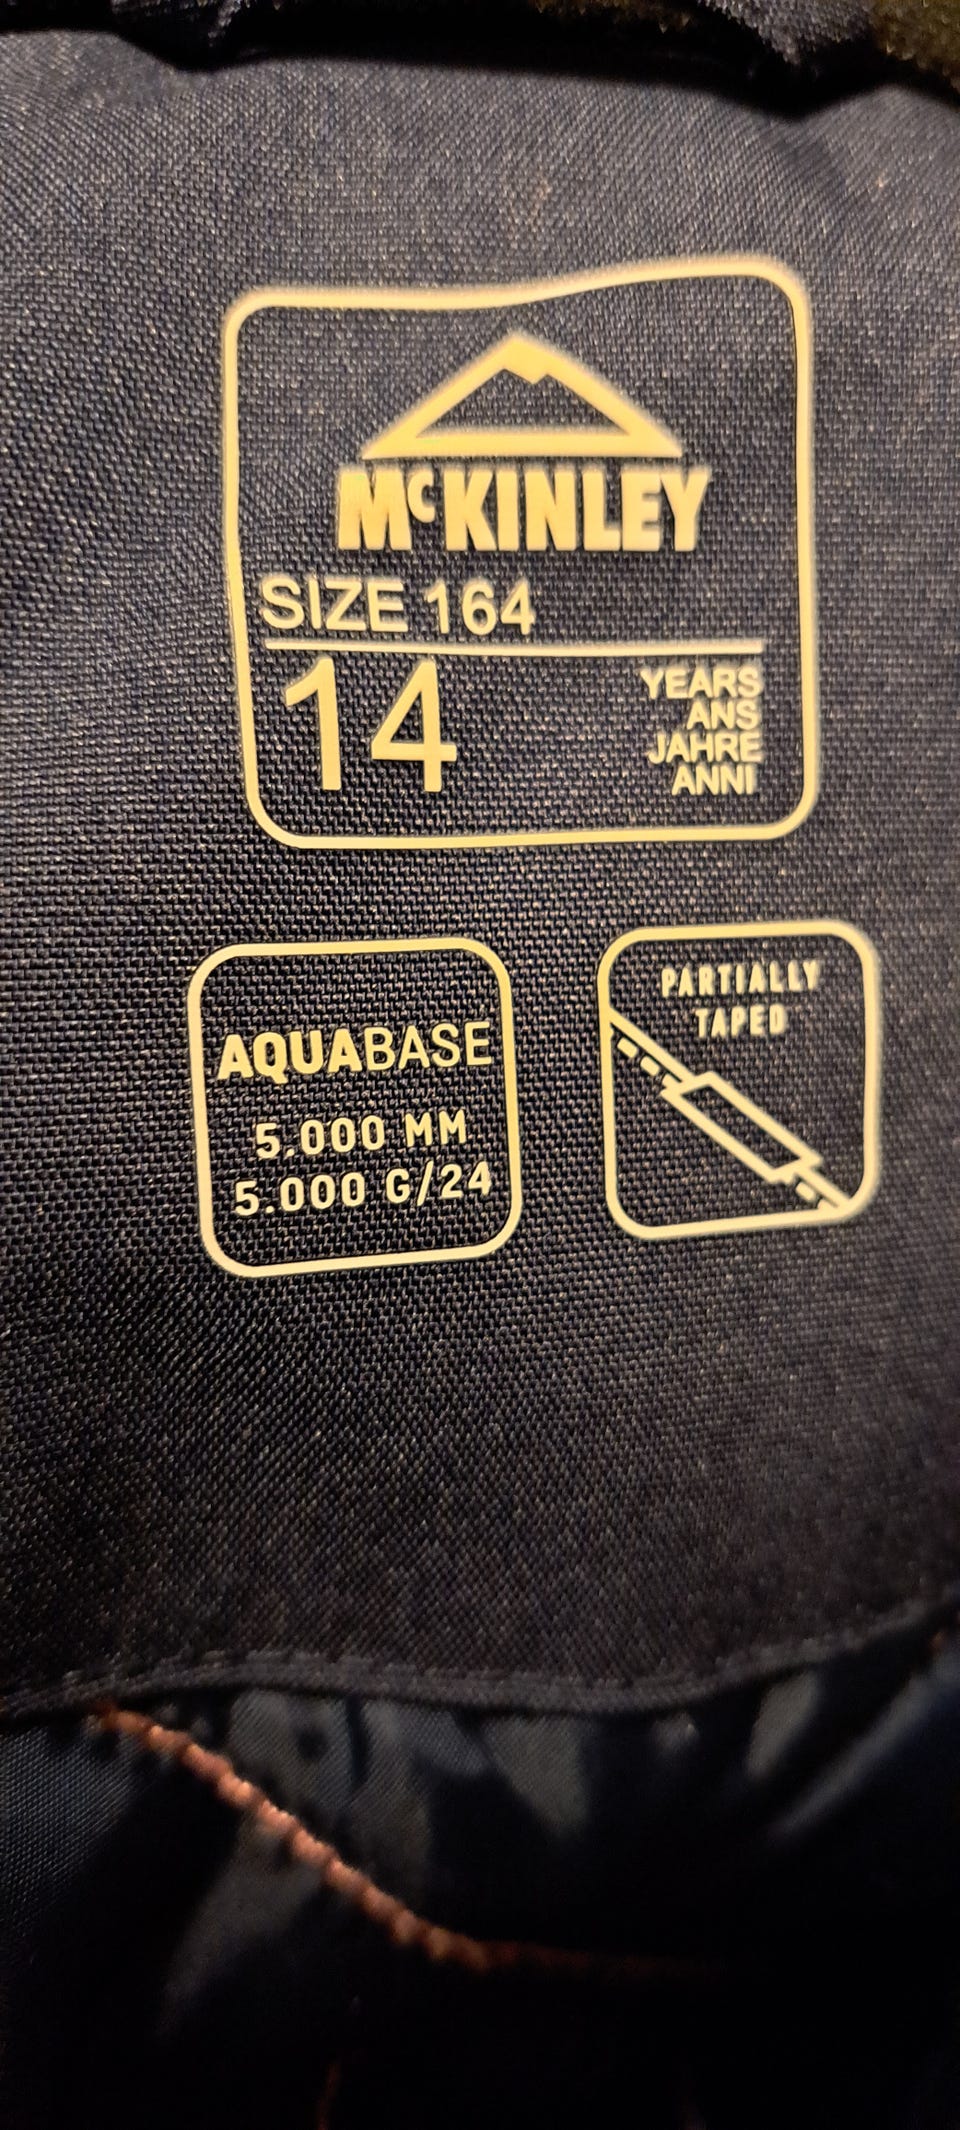 McKINLEY
SIZE 164
14
YEARS
ANS
JAHRE
ANNI
AQUABASE
5.000 MM
5.000 G/24
PARTIALLY
TAPED